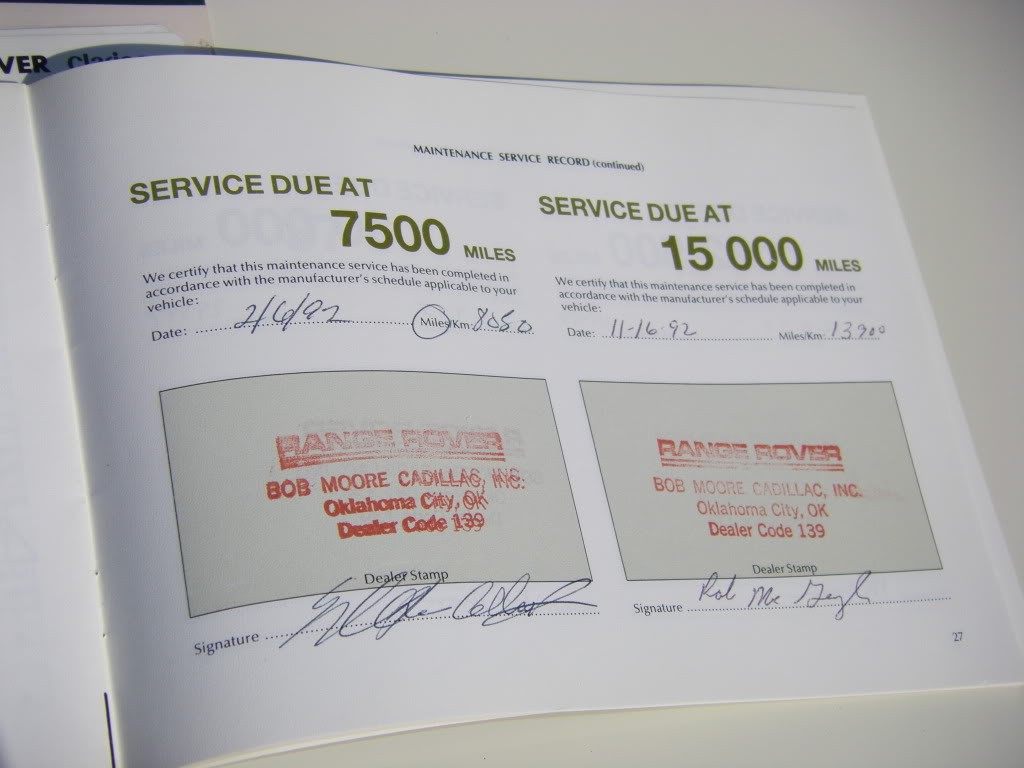 VER
MAINTENANCE SERVICE RECORD (continued)
SERVICE DUE AT
7500 MILES
We certify that this maintenance service has been completed in
accordance with the manufacturer's schedule applicable to your
vehicle:
Date: 2/6/92 Miles/Km: 8050
RANGE ROVER
BOB MOORE CADILLAC, INC.
Oklahoma City, OK
Dealer Code 139
Dealer Stamp
Signature
SERVICE DUE AT
15 000 MILES
We certify that this maintenance service has been completed in
accordance with the manufacturer's schedule applicable to your
vehicle:
Date: 11-16-92 Miles/Km: 13900
RANGE ROVER
BOB MOORE CADILLAC, INC.
Oklahoma City, OK
Dealer Code 139
Dealer Stamp
Signature
27